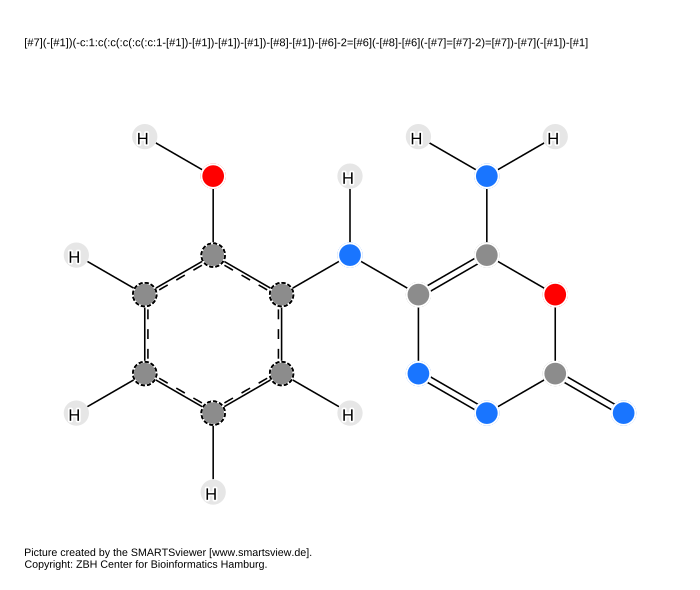 [#7](-[#1])(-c:1:c(:c(:c(:c(:c:1-[#1])-[#1])-[#1])-[#1])-[#8]-[#1])-[#6]-2=[#6](-[#8]-[#6](-[#7]=[#7]-2)=[#7])-[#7](-[#1])-[#1]
H H H
H
H
H H
H
Picture created by the SMARTSviewer [www.smartsview.de].
Copyright: ZBH Center for Bioinformatics Hamburg.